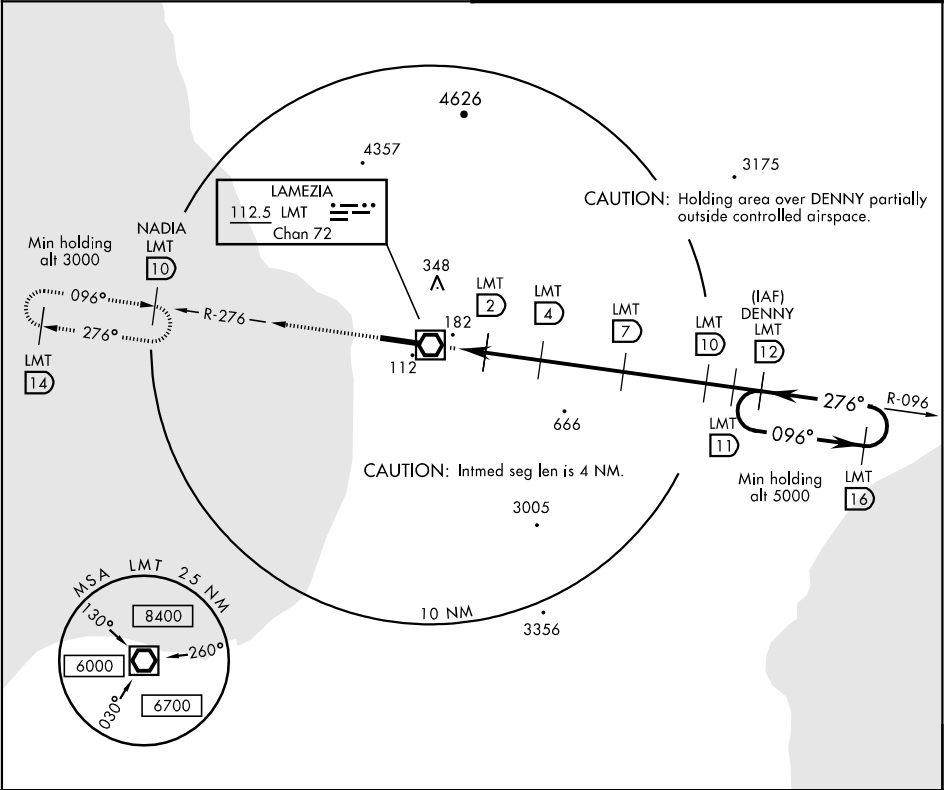 4626
4357
3175
LAMEZIA
112.5 LMT
Chan 72
CAUTION: Holding area over DENNY partially
outside controlled airspace.
NADIA
LMT
10
Min holding
alt 3000
096°
276°
LMT
14
R-276
348
182
112
LMT
2
LMT
4
LMT
7
LMT
10
(IAF)
DENNY
LMT
12
276°
R-096
096°
LMT
11
LMT
16
Min holding
alt 5000
666
CAUTION: Intmed seg len is 4 NM.
3005
10 NM
3356
MSA LMT 25 NM
130°
8400
260°
6000
030°
6700